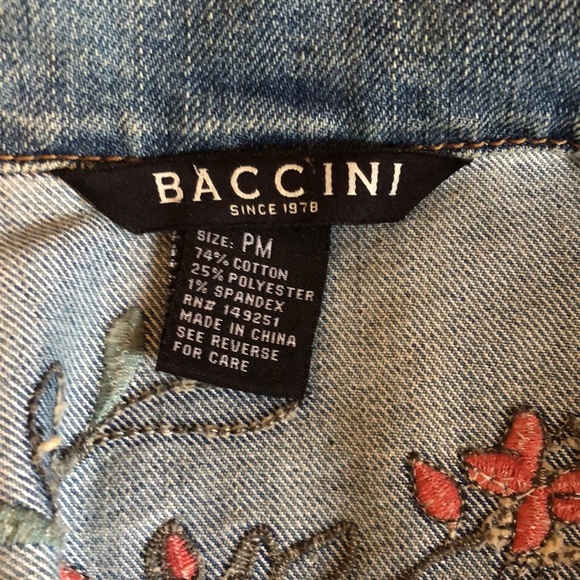 BACCINI
SINCE 1978
SIZE: PM
74% COTTON
25% POLYESTER
1% SPANDEX
RN# 149251
MADE IN CHINA
SEE REVERSE
FOR CARE